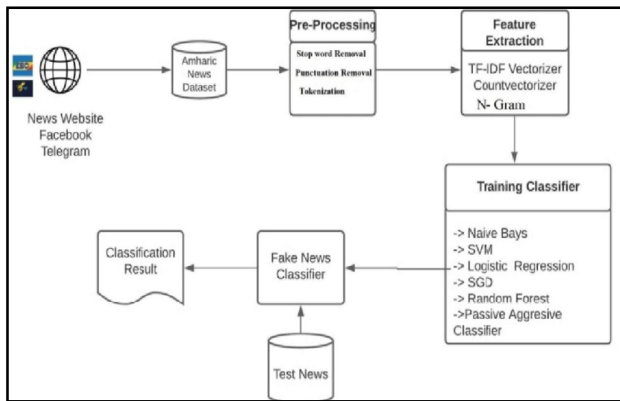 News Website
Facebook
Telegram
Amharic
News
Dataset
Pre-Processing
Stop word Removal
Punctuation Removal
Tokenization
Feature
Extraction
TF-IDF Vectorizer
Countvectorizer
N- Gram
Training Classifier
-> Naive Bays
-> SVM
-> Logistic Regression
-> SGD
-> Random Forest
->Passive Aggresive
Classifier
Fake News
Classifier
Classification
Result
Test News